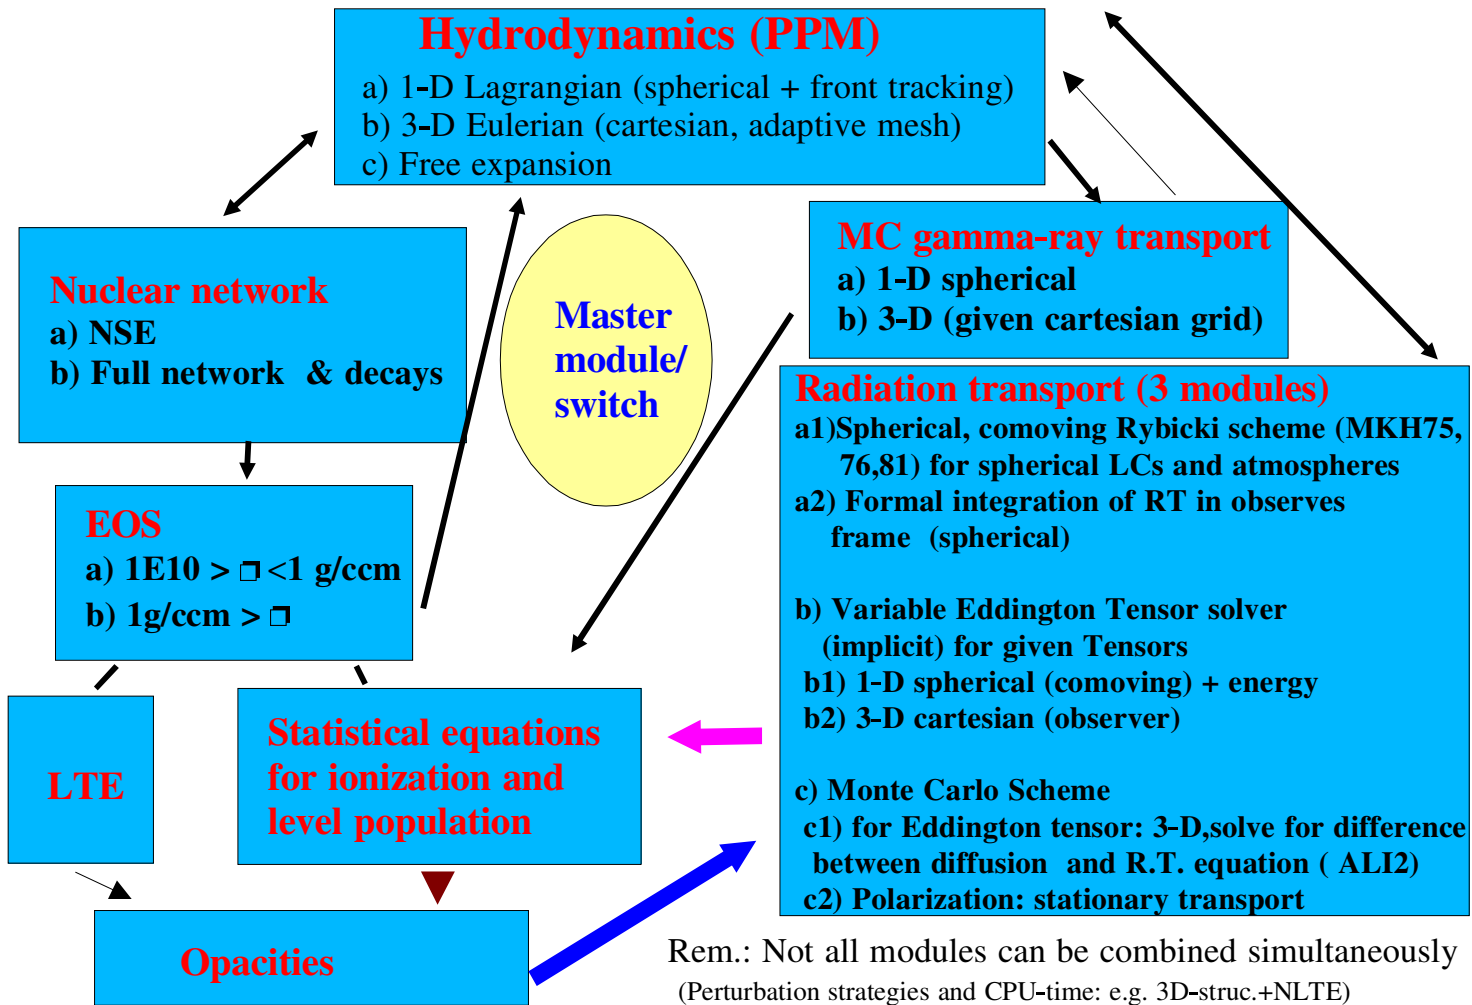 Hydrodynamics (PPM)
a) 1-D Lagrangian (spherical + front tracking)
b) 3-D Eulerian (cartesian, adaptive mesh)
c) Free expansion
MC gamma-ray transport
a) 1-D spherical
b) 3-D (given cartesian grid)
Nuclear network
a) NSE
b) Full network & decays
Master
module/
switch
EOS
a) 1E10 > ❒ <1 g/ccm
b) 1g/ccm > ❒
Radiation transport (3 modules)
a1)Spherical, comoving Rybicki scheme (MKH75,
76,81) for spherical LCs and atmospheres
a2) Formal integration of RT in observes
frame (spherical)
b) Variable Eddington Tensor solver
(implicit) for given Tensors
b1) 1-D spherical (comoving) + energy
b2) 3-D cartesian (observer)
c) Monte Carlo Scheme
c1) for Eddington tensor: 3-D,solve for difference
between diffusion and R.T. equation ( ALI2)
c2) Polarization: stationary transport
LTE
Statistical equations
for ionization and
level population
Opacities
Rem.: Not all modules can be combined simultaneously
(Perturbation strategies and CPU-time: e.g. 3D-struc.+NLTE)